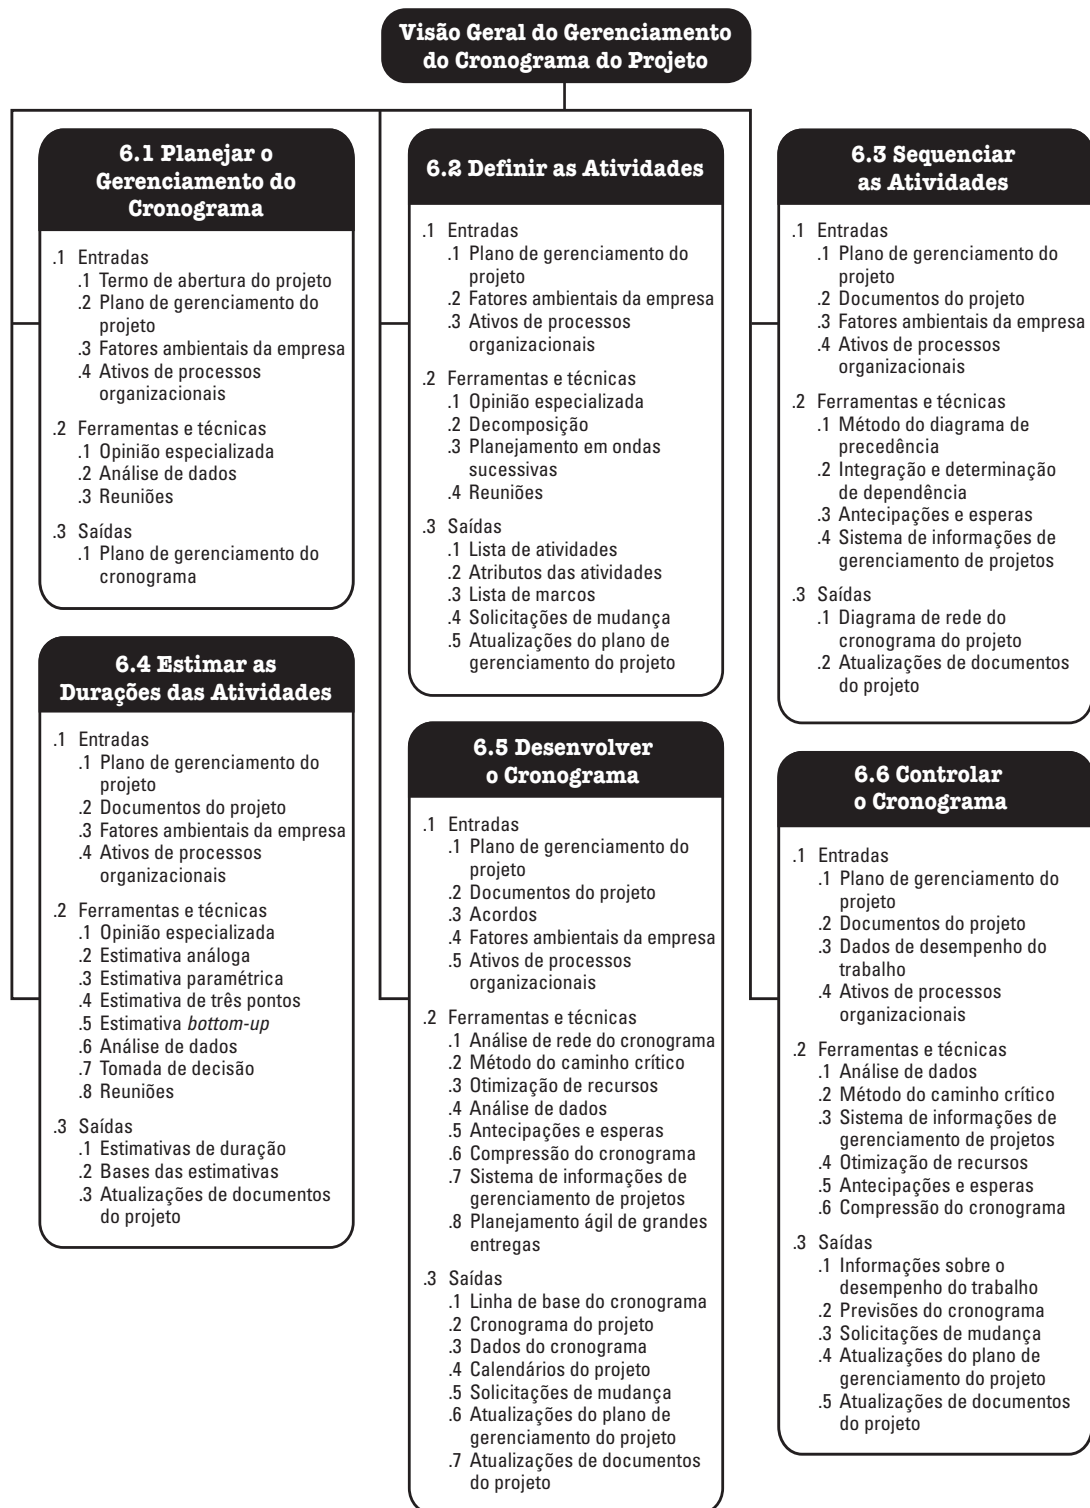 Visão Geral do Gerenciamento
do Cronograma do Projeto
6.1 Planejar o
Gerenciamento do
Cronograma
.1 Entradas
.1 Termo de abertura do projeto
.2 Plano de gerenciamento do
projeto
.3 Fatores ambientais da empresa
.4 Ativos de processos
organizacionais
.2 Ferramentas e técnicas
.1 Opinião especializada
.2 Análise de dados
.3 Reuniões
.3 Saídas
.1 Plano de gerenciamento do
cronograma
6.2 Definir as Atividades
.1 Entradas
.1 Plano de gerenciamento do
projeto
.2 Fatores ambientais da empresa
.3 Ativos de processos
organizacionais
.2 Ferramentas e técnicas
.1 Opinião especializada
.2 Decomposição
.3 Planejamento em ondas
sucessivas
.4 Reuniões
.3 Saídas
.1 Lista de atividades
.2 Atributos das atividades
.3 Lista de marcos
.4 Solicitações de mudança
.5 Atualizações do plano de
gerenciamento do projeto
6.3 Sequenciar
as Atividades
.1 Entradas
.1 Plano de gerenciamento do
projeto
.2 Documentos do projeto
.3 Fatores ambientais da empresa
.4 Ativos de processos
organizacionais
.2 Ferramentas e técnicas
.1 Método do diagrama de
precedência
.2 Integração e determinação
de dependência
.3 Antecipações e esperas
.4 Sistema de informações de
gerenciamento de projetos
.3 Saídas
.1 Diagrama de rede do
cronograma do projeto
.2 Atualizações de documentos
do projeto
6.4 Estimar as
Durações das Atividades
.1 Entradas
.1 Plano de gerenciamento do
projeto
.2 Documentos do projeto
.3 Fatores ambientais da empresa
.4 Ativos de processos
organizacionais
.2 Ferramentas e técnicas
.1 Opinião especializada
.2 Estimativa análoga
.3 Estimativa paramétrica
.4 Estimativa de três pontos
.5 Estimativa bottom-up
.6 Análise de dados
.7 Tomada de decisão
.8 Reuniões
.3 Saídas
.1 Estimativas de duração
.2 Bases das estimativas
.3 Atualizações de documentos
do projeto
6.5 Desenvolver
o Cronograma
.1 Entradas
.1 Plano de gerenciamento do
projeto
.2 Documentos do projeto
.3 Acordos
.4 Fatores ambientais da empresa
.5 Ativos de processos
organizacionais
.2 Ferramentas e técnicas
.1 Análise de rede do cronograma
.2 Método do caminho crítico
.3 Otimização de recursos
.4 Análise de dados
.5 Antecipações e esperas
.6 Compressão do cronograma
.7 Sistema de informações de
gerenciamento de projetos
.8 Planejamento ágil de grandes
entregas
.3 Saídas
.1 Linha de base do cronograma
.2 Cronograma do projeto
.3 Dados do cronograma
.4 Calendários do projeto
.5 Solicitações de mudança
.6 Atualizações do plano de
gerenciamento do projeto
.7 Atualizações de documentos
do projeto
6.6 Controlar
o Cronograma
.1 Entradas
.1 Plano de gerenciamento do
projeto
.2 Documentos do projeto
.3 Dados de desempenho do
trabalho
.4 Ativos de processos
organizacionais
.2 Ferramentas e técnicas
.1 Análise de dados
.2 Método do caminho crítico
.3 Sistema de informações de
gerenciamento de projetos
.4 Otimização de recursos
.5 Antecipações e esperas
.6 Compressão do cronograma
.3 Saídas
.1 Informações sobre o
desempenho do trabalho
.2 Previsões do cronograma
.3 Solicitações de mudança
.4 Atualizações do plano de
gerenciamento do projeto
.5 Atualizações de documentos
do projeto